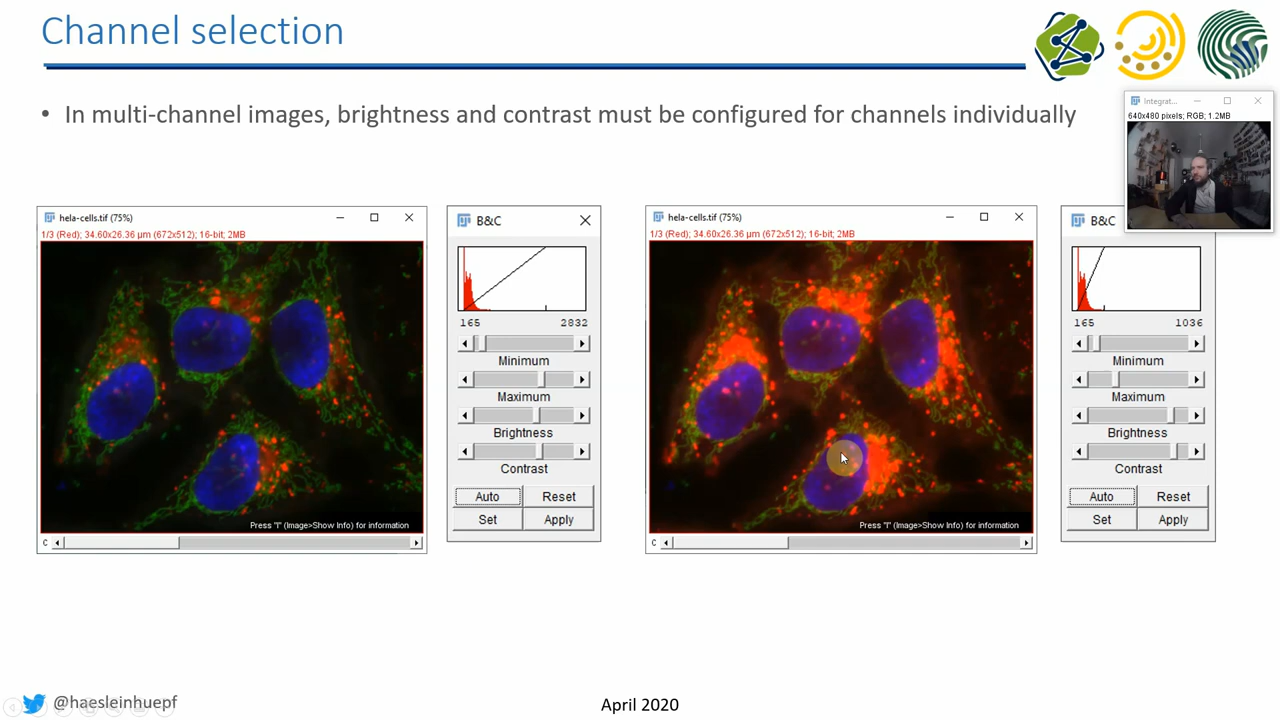 Channel selection
• In multi-channel images, brightness and contrast must be configured for channels individually
Integrat...
640x480 pixels; RGB; 1.2MB
hela-cells.tif (75%)
1/3 (Red); 34.60x26.36 µm (672x512); 16-bit; 2MB
Press "I" (Image>Show Info) for information
C
B&C
165 2832
Minimum
Maximum
Brightness
Contrast
Auto Reset
Set Apply
hela-cells.tif (75%)
1/3 (Red); 34.60x26.36 µm (672x512); 16-bit; 2MB
Press "I" (Image>Show Info) for information
C
B&C
165 1036
Minimum
Maximum
Brightness
Contrast
Auto Reset
Set Apply
@haesleinhuepf
April 2020